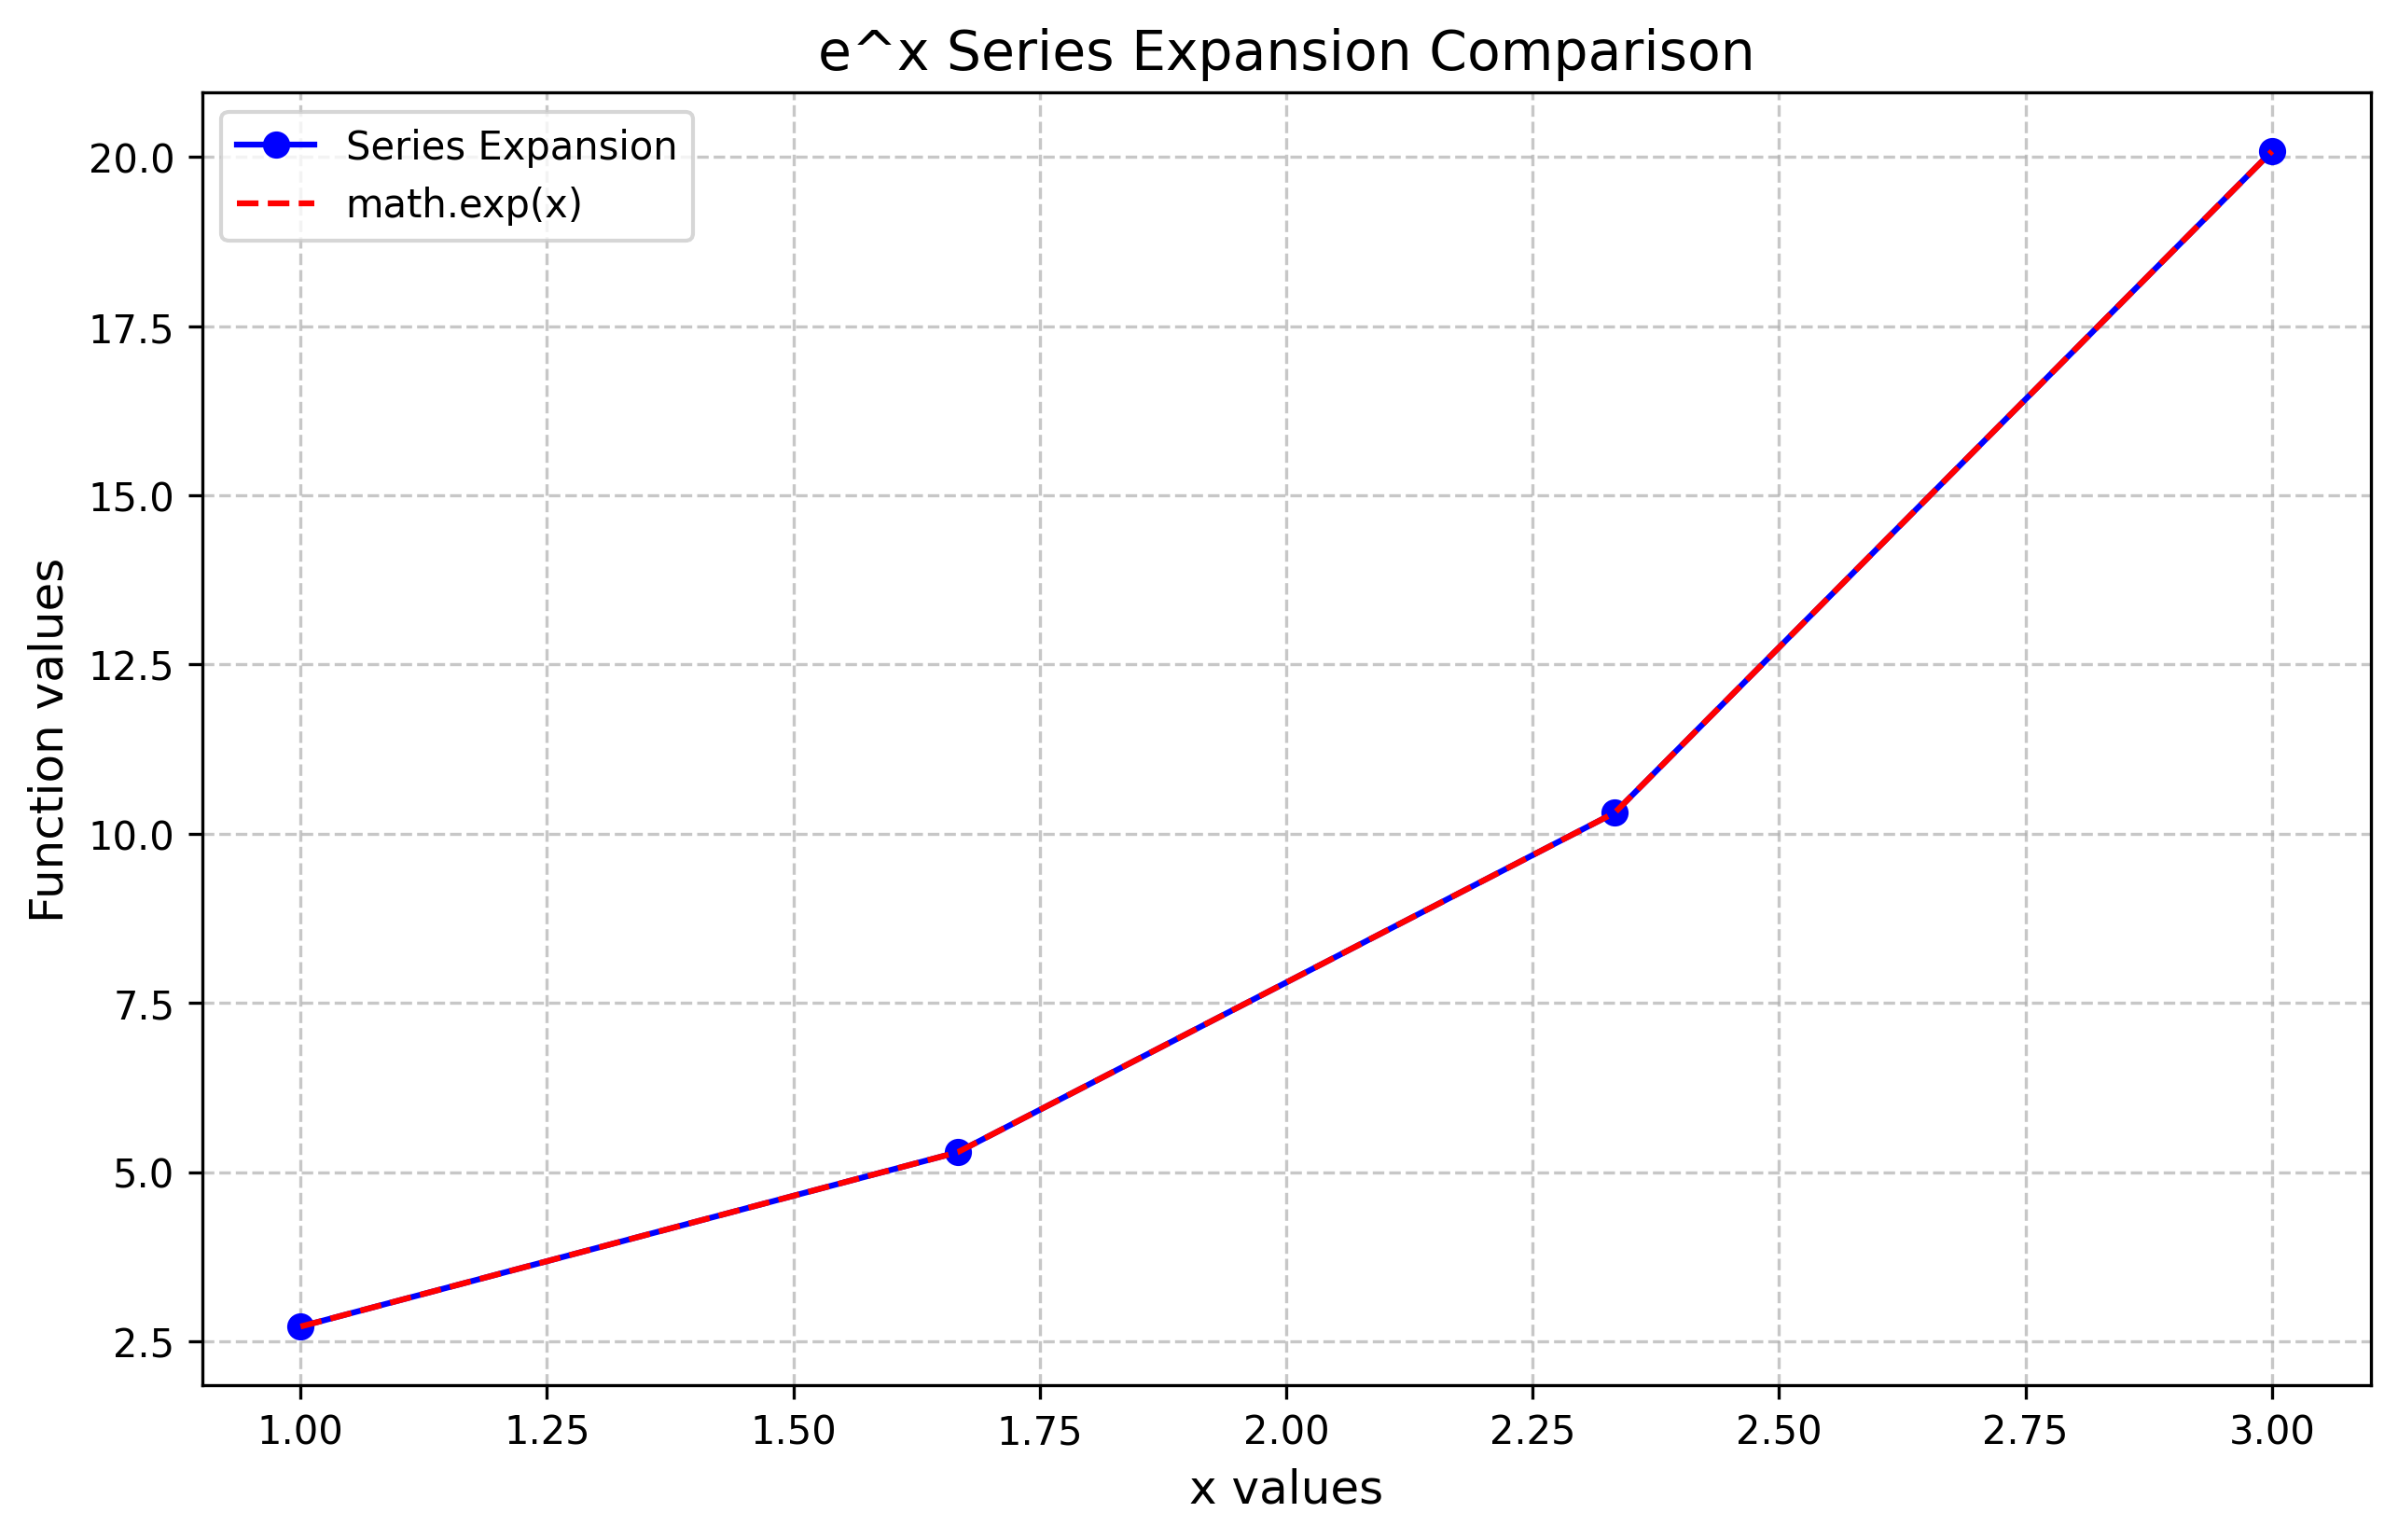 e^x Series Expansion Comparison
Series Expansion
math.exp(x)
20.0
17.5
15.0
12.5
10.0
7.5
5.0
2.5
Function values
1.00 1.25 1.50 1.75 2.00 2.25 2.50 2.75 3.00
x values